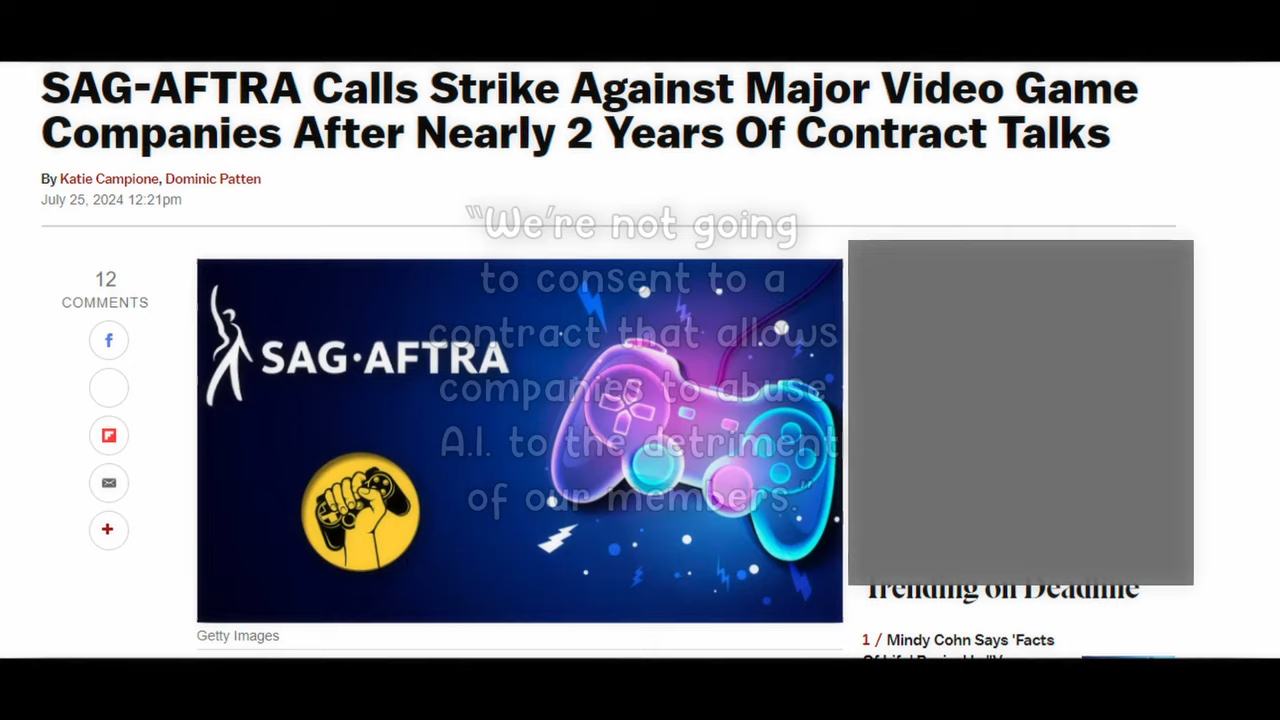 SAG-AFTRA Calls Strike Against Major Video Game
Companies After Nearly 2 Years Of Contract Talks
By Katie Campione, Dominic Patten
July 25, 2024 12:21pm
12
COMMENTS
SAG·AFTRA
"We're not going
to consent to a
contract that allows
companies to abuse
A.I. to the detriment
of our members."
Getty Images
Trending on Deadline
1 / Mindy Cohn Says 'Facts